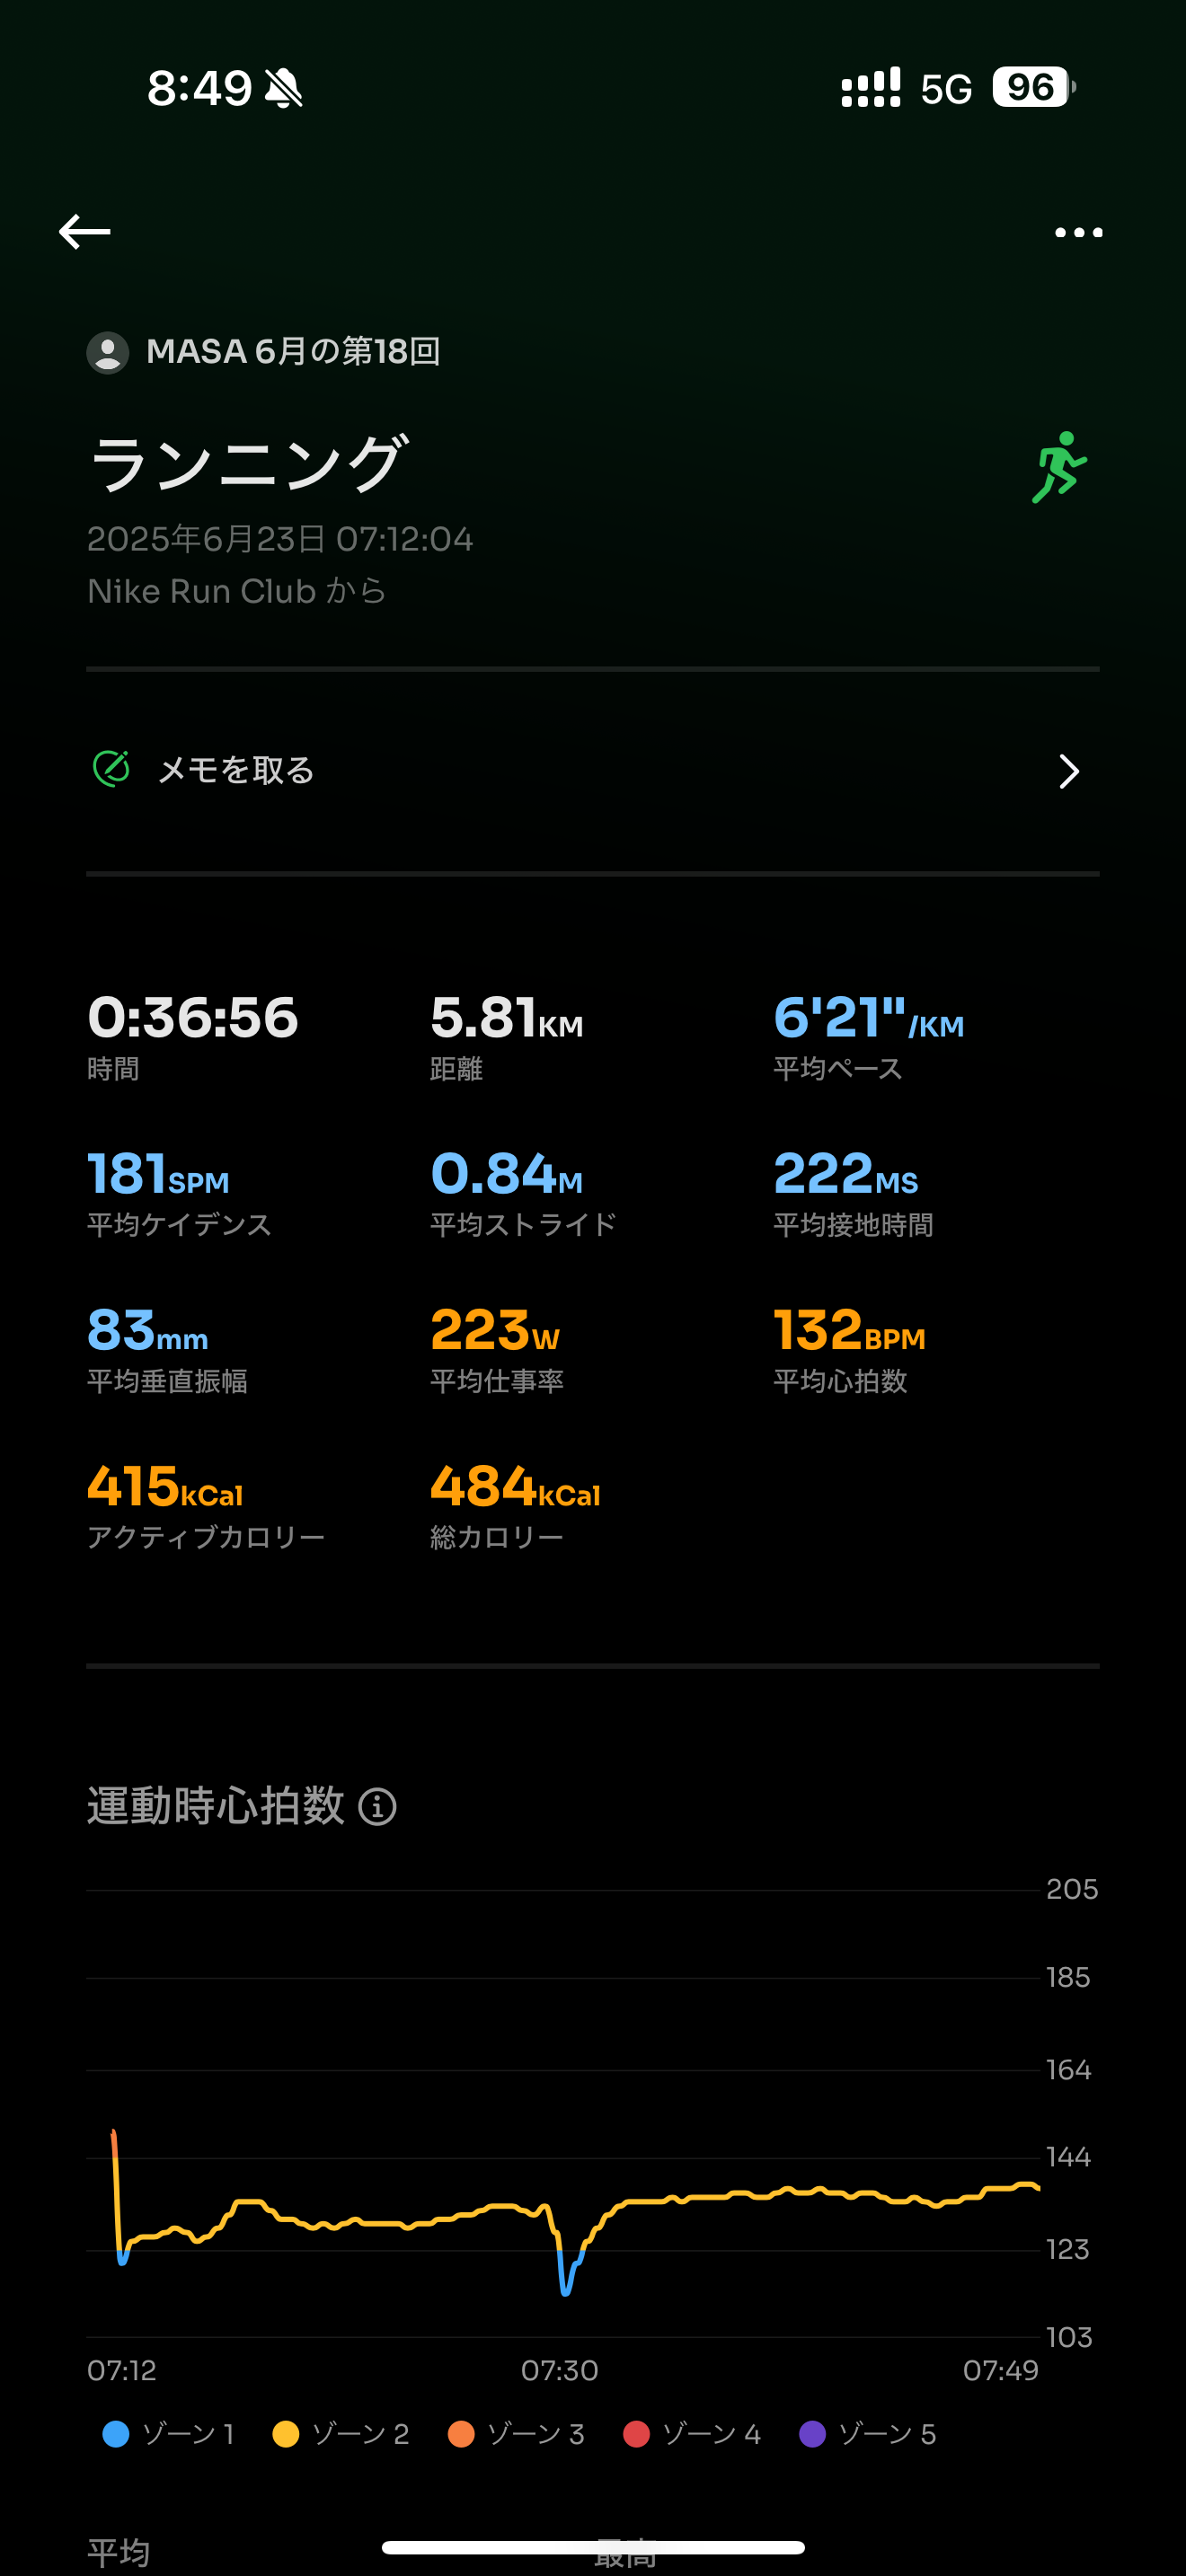 8:49
5G 96
MASA 6月の第18回
ランニング
2025年6月23日 07:12:04
Nike Run Club から
メモを取る
0:36:56 5.81KM 6'21"/KM
時間 距離 平均ペース
181SPM 0.84M 222MS
平均ケイデンス 平均ストライド 平均接地時間
83mm 223W 132BPM
平均垂直振幅 平均仕事率 平均心拍数
415kCal 484kCal
アクティブカロリー 総カロリー
運動時心拍数
205
185
164
144
123
103
07:12 07:30 07:49
ゾーン 1 ゾーン 2 ゾーン 3 ゾーン 4 ゾーン 5
平均 最高